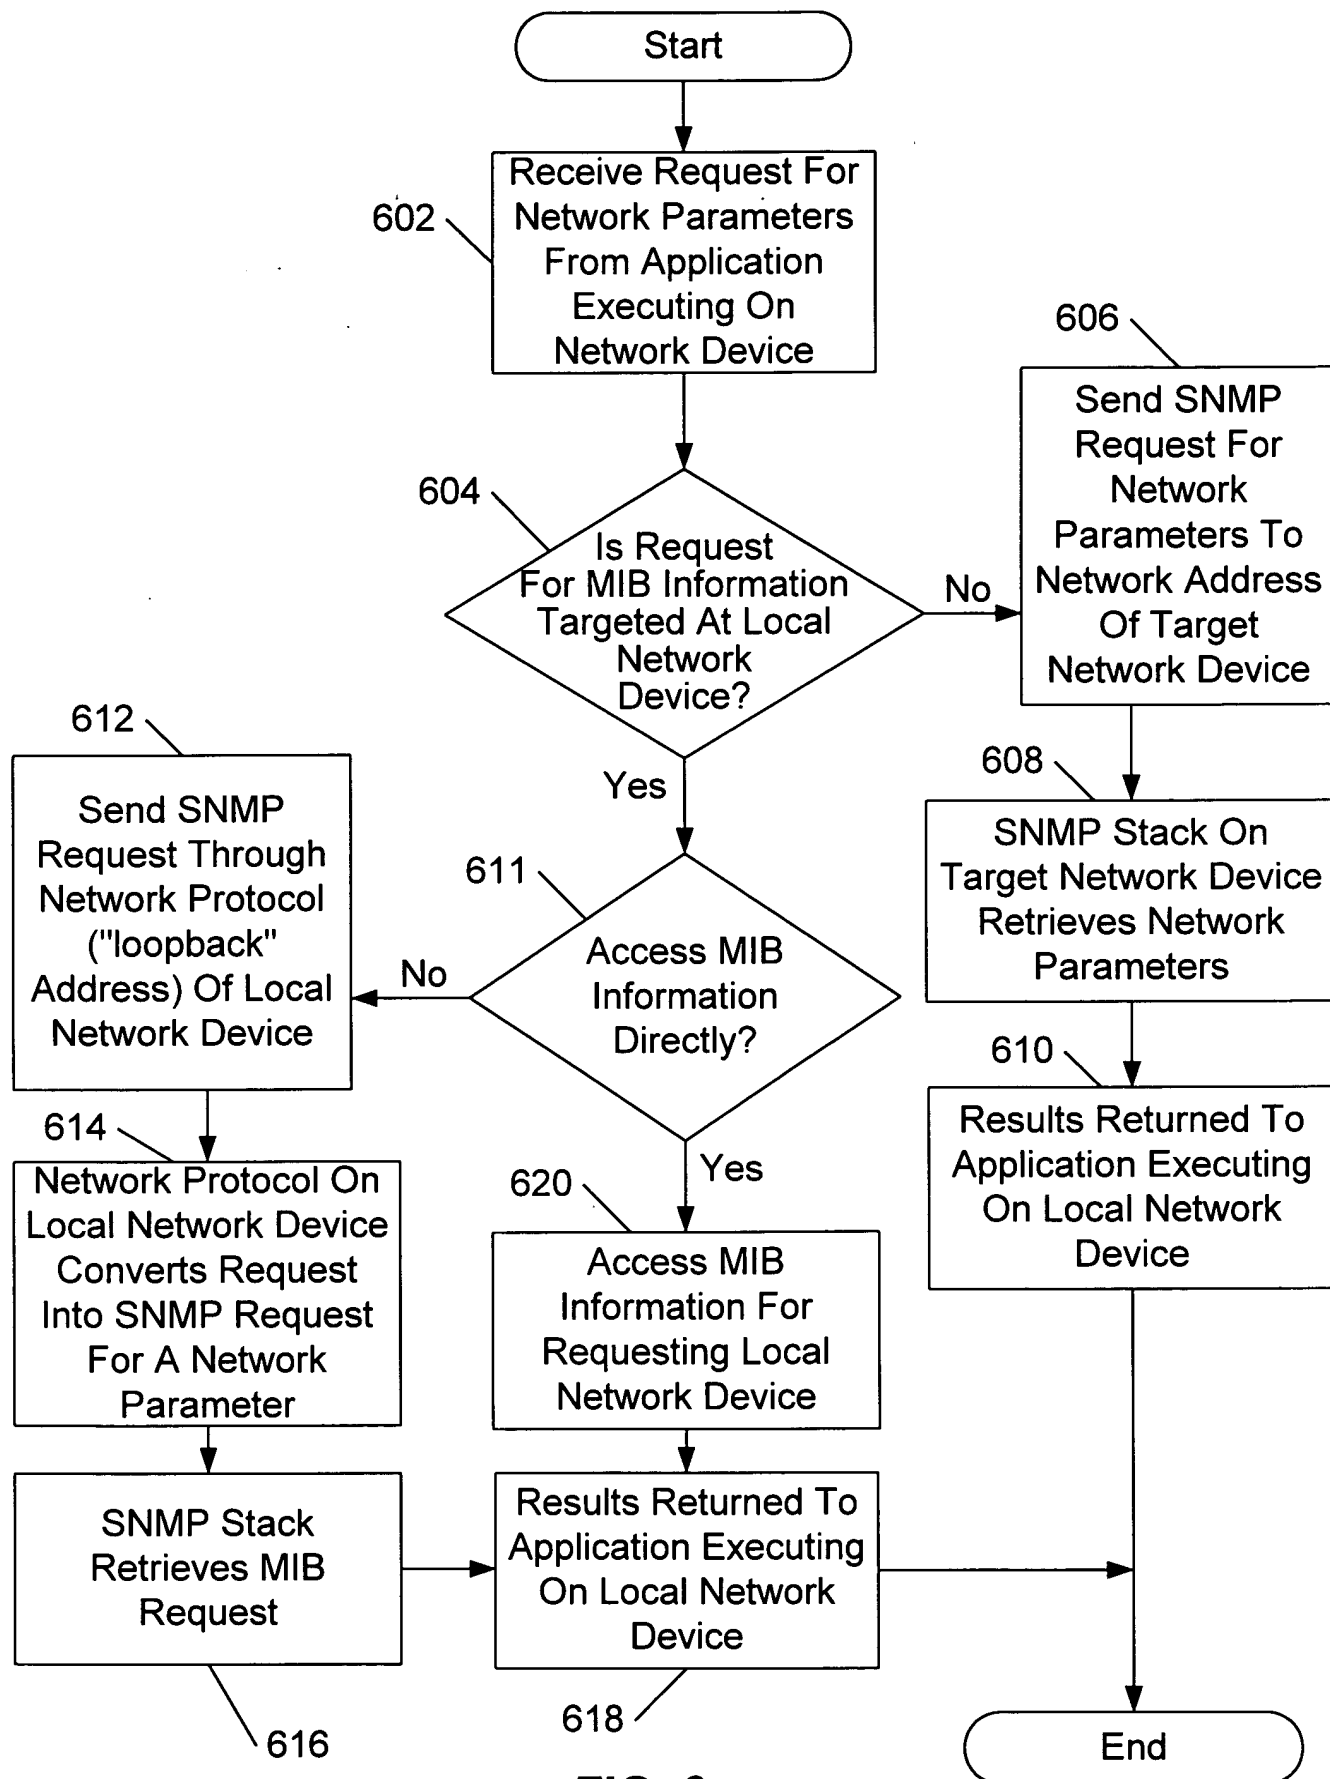 Start
602
Receive Request For
Network Parameters
From Application
Executing On
Network Device
606
Send SNMP
Request For
Network
Parameters To
Network Address
Of Target
Network Device
604
Is Request
For MIB Information
Targeted At Local
Network
Device?
No
Yes
608
SNMP Stack On
Target Network Device
Retrieves Network
Parameters
610
Results Returned To
Application Executing
On Local Network
Device
611
Access MIB
Information
Directly?
No
Yes
612
Send SNMP
Request Through
Network Protocol
("loopback"
Address) Of Local
Network Device
614
Network Protocol On
Local Network Device
Converts Request
Into SNMP Request
For A Network
Parameter
620
Access MIB
Information For
Requesting Local
Network Device
SNMP Stack
Retrieves MIB
Request
616
Results Returned To
Application Executing
On Local Network
Device
618
End